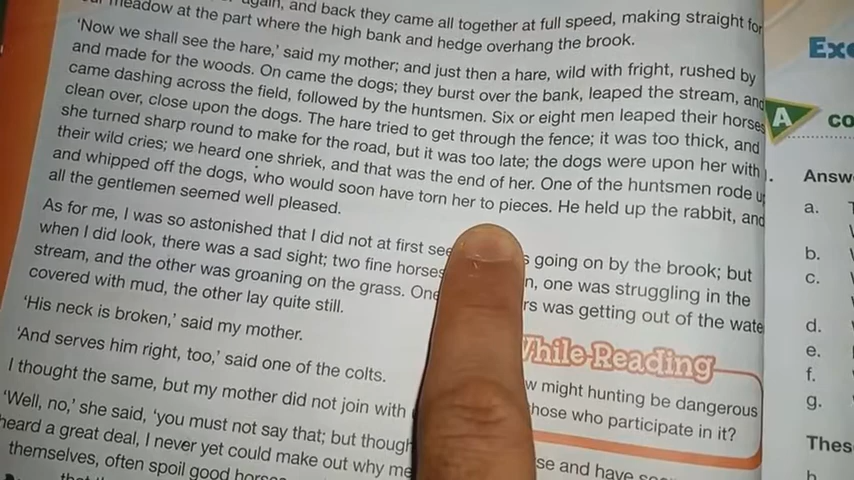 again, and back they came all together at full speed, making straight for
meadow at the part where the high bank and hedge overhang the brook.
‘Now we shall see the hare,’ said my mother; and just then a hare, wild with fright, rushed by
and made for the woods. On came the dogs; they burst over the bank, leaped the stream, and
came dashing across the field, followed by the huntsmen. Six or eight men leaped their horses
clean over, close upon the dogs. The hare tried to get through the fence; it was too thick, and
she turned sharp round to make for the road, but it was too late; the dogs were upon her with
their wild cries; we heard one shriek, and that was the end of her. One of the huntsmen rode up
and whipped off the dogs, who would soon have torn her to pieces. He held up the rabbit, and
all the gentlemen seemed well pleased.
As for me, I was so astonished that I did not at first see going on by the brook; but
when I did look, there was a sad sight; two fine horses one was struggling in the
stream, and the other was groaning on the grass. One was getting out of the water
covered with mud, the other lay quite still.
‘His neck is broken,’ said my mother.
‘And serves him right, too,’ said one of the colts.
I thought the same, but my mother did not join with
‘Well, no,’ she said, ‘you must not say that; but though
heard a great deal, I never yet could make out why me
themselves, often spoil good horses
While-Reading
might hunting be dangerous
those who participate in it?
and have
Exe
A
co
Answ
a.
b.
c.
d.
e.
f.
g.
Thes
h